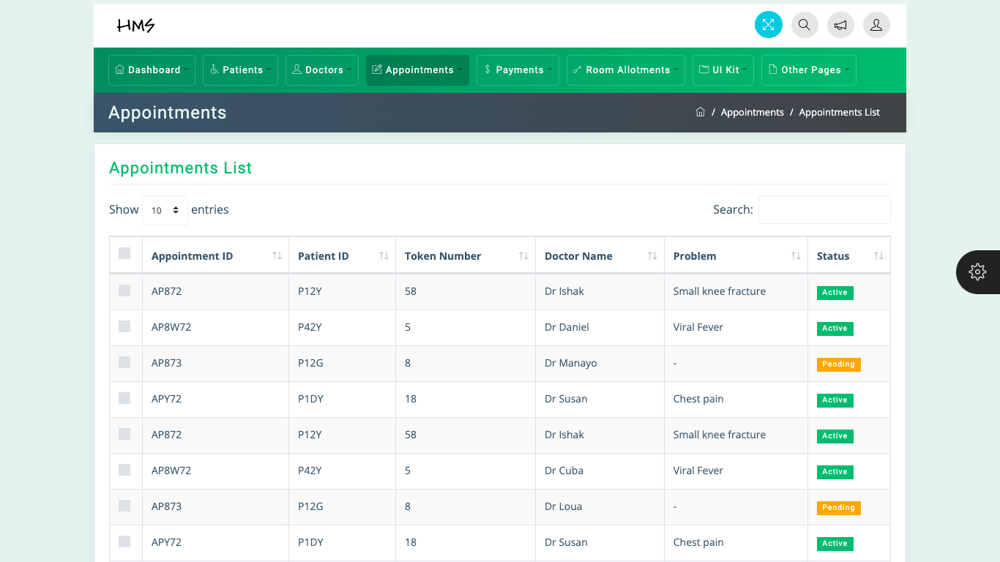 HMS
Dashboard Patients Doctors Appointments Payments Room Allotments UI Kit Other Pages
Appointments / Appointments / Appointments List
Appointments List
Show 10 entries Search:
Appointment ID Patient ID Token Number Doctor Name Problem Status
AP872 P12Y 58 Dr Ishak Small knee fracture Active
AP8W72 P42Y 5 Dr Daniel Viral Fever Active
AP873 P12G 8 Dr Manayo - Pending
APY72 P1DY 18 Dr Susan Chest pain Active
AP872 P12Y 58 Dr Ishak Small knee fracture Active
AP8W72 P42Y 5 Dr Cuba Viral Fever Active
AP873 P12G 8 Dr Loua - Pending
APY72 P1DY 18 Dr Susan Chest pain Active